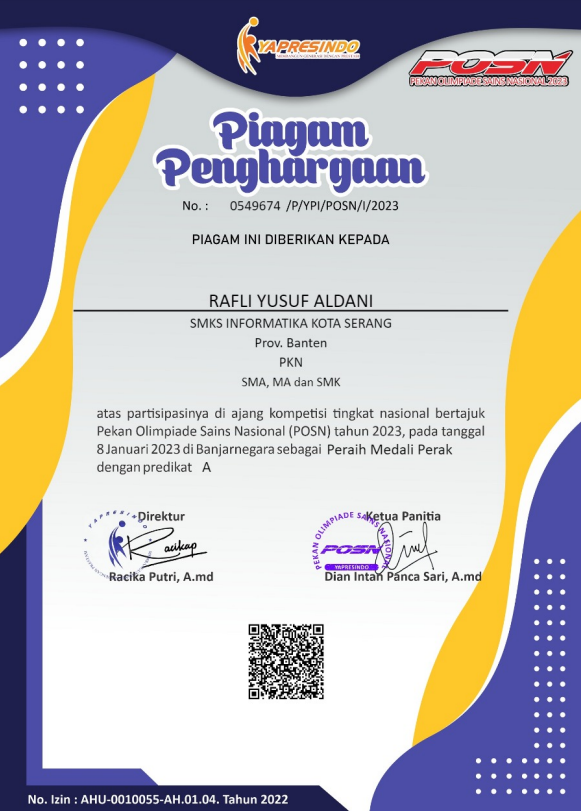 YAPRESINDO
POSN
PEKAN OLIMPIADE SAINS NASIONAL 2023
Piagam
Penghargaan
No. : 0549674 /P/YPI/POSN/I/2023
PIAGAM INI DIBERIKAN KEPADA
RAFLI YUSUF ALDANI
SMKS INFORMATIKA KOTA SERANG
Prov. Banten
PKN
SMA, MA dan SMK
atas partisipasinya di ajang kompetisi tingkat nasional bertajuk
Pekan Olimpiade Sains Nasional (POSN) tahun 2023, pada tanggal
8 Januari 2023 di Banjarnegara sebagai Peraih Medali Perak
dengan predikat A
Direktur
YAPRESINDO
Racika Putri, A.md
Ketua Panitia
PEKAN OLIMPIADE SAINS NASIONAL
POSN
YAPRESINDO
Dian Intah Panca Sari, A.md
No. Izin : AHU-0010055-AH.01.04. Tahun 2022